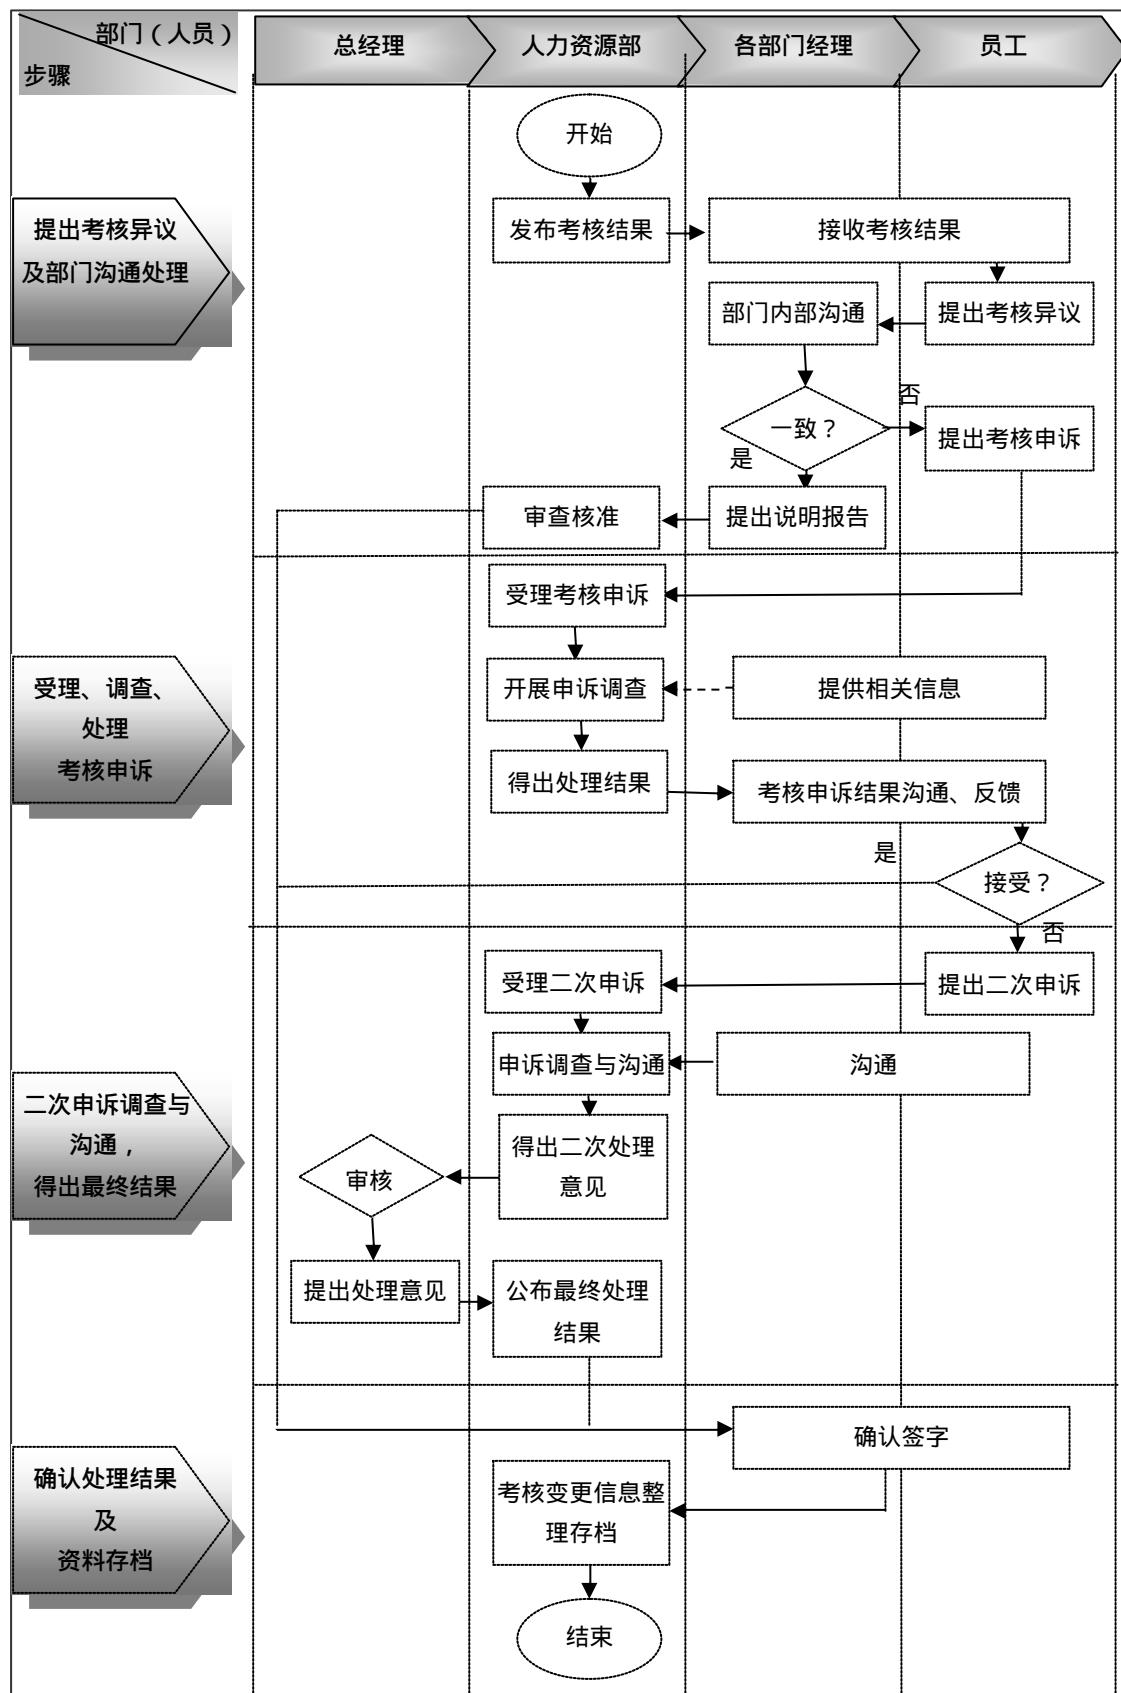 部门（人员）
步骤
总经理
人力资源部
各部门经理
员工
开始
提出考核异议
及部门沟通处理
发布考核结果
接收考核结果
部门内部沟通
提出考核异议
否
一致？
提出考核申诉
是
审查核准
提出说明报告
受理考核申诉
受理、调查、
处理
考核申诉
开展申诉调查
提供相关信息
得出处理结果
考核申诉结果沟通、反馈
是
接受？
否
受理二次申诉
提出二次申诉
申诉调查与沟通
沟通
二次申诉调查与
沟通，
得出最终结果
得出二次处理
意见
审核
提出处理意见
公布最终处理
结果
确认签字
确认处理结果
及
资料存档
考核变更信息整
理存档
结束